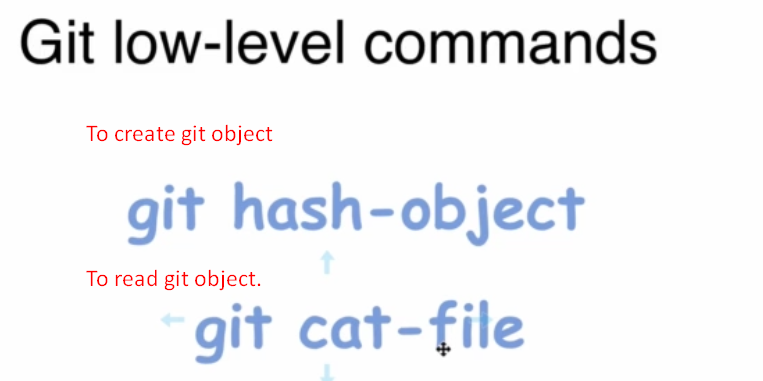 Git low-level commands
To create git object
git hash-object
To read git object.
git cat-file